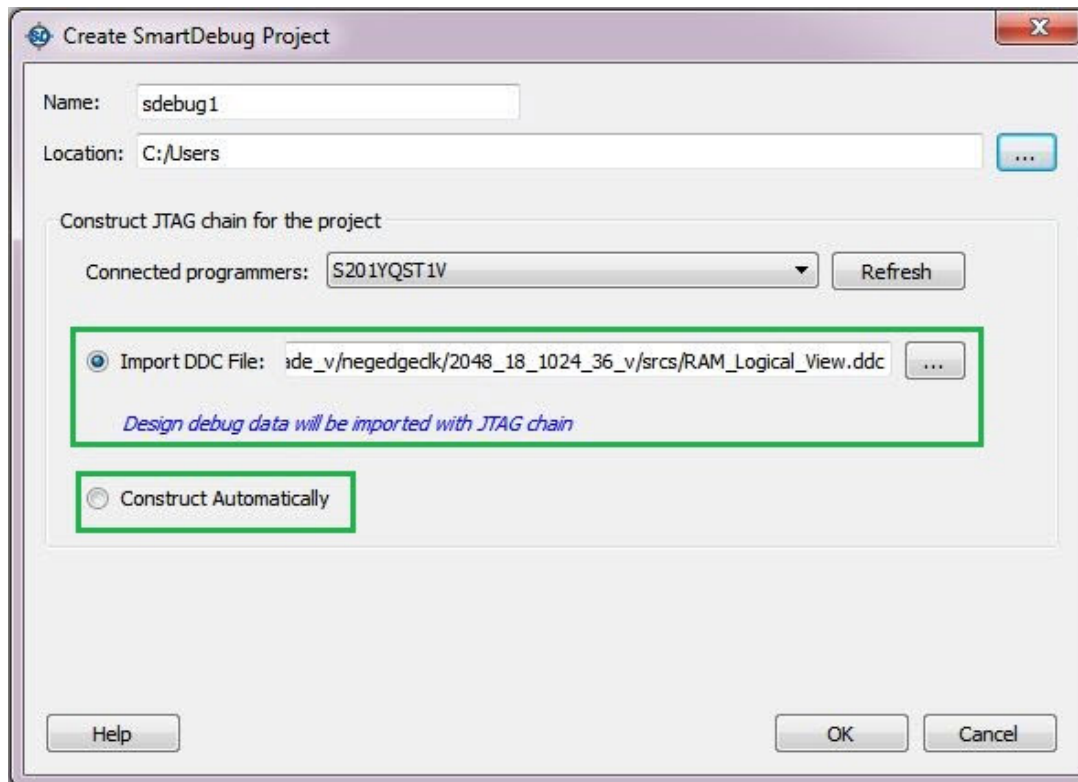 Create SmartDebug Project
Name: sdebug1
Location: C:/Users ...
Construct JTAG chain for the project
Connected programmers: S201YQST1V Refresh
Import DDC File: ade_v/negedgeclk/2048_18_1024_36_v/srcs/RAM_Logical_View.ddc ...
Design debug data will be imported with JTAG chain
Construct Automatically
Help OK Cancel